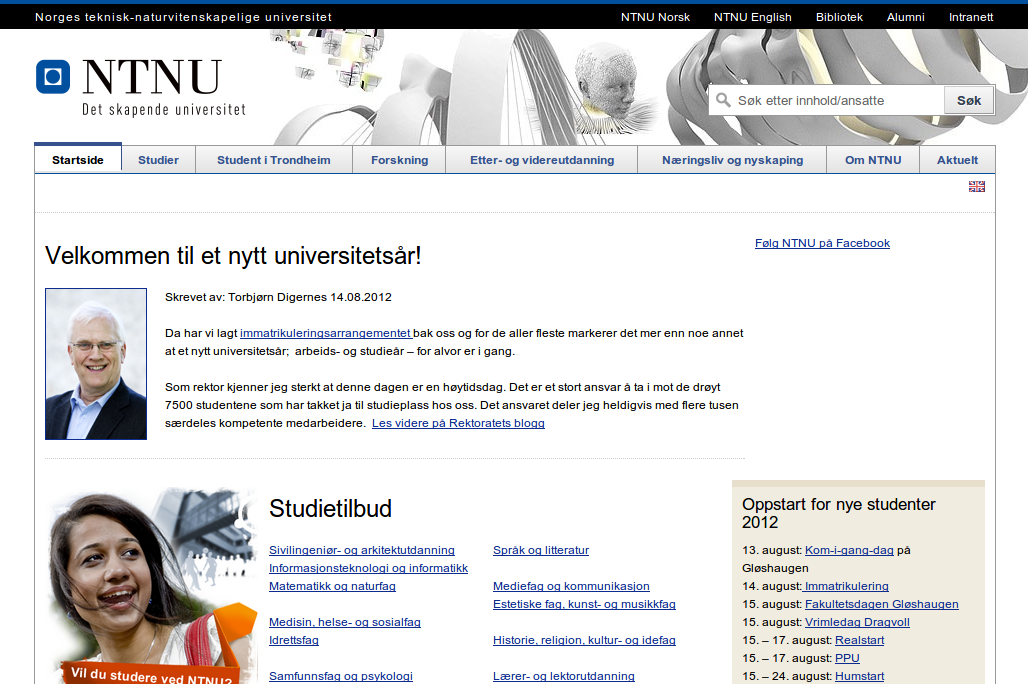 Norges teknisk-naturvitenskapelige universitet
NTNU Norsk NTNU English Bibliotek Alumni Intranett
NTNU
Det skapende universitet
Søk etter innhold/ansatte Søk
Startside Studier Student i Trondheim Forskning Etter- og videreutdanning Næringsliv og nyskaping Om NTNU Aktuelt
Følg NTNU på Facebook
Velkommen til et nytt universitetsår!
Skrevet av: Torbjørn Digernes 14.08.2012
Da har vi lagt immatrikuleringsarrangementet bak oss og for de aller fleste markerer det mer enn noe annet
at et nytt universitetsår; arbeids- og studieår – for alvor er i gang.
Som rektor kjenner jeg sterkt at denne dagen er en høytidsdag. Det er et stort ansvar å ta i mot de drøyt
7500 studentene som har takket ja til studieplass hos oss. Det ansvaret deler jeg heldigvis med flere tusen
særdeles kompetente medarbeidere. Les videre på Rektoratets blogg
Vil du studere ved NTNU?
Studietilbud
Sivilingeniør- og arkitektutdanning
Informasjonsteknologi og informatikk
Matematikk og naturfag
Medisin, helse- og sosialfag
Idrettsfag
Samfunnsfag og psykologi
Språk og litteratur
Mediefag og kommunikasjon
Estetiske fag, kunst- og musikkfag
Historie, religion, kultur- og idefag
Lærer- og lektorutdanning
Oppstart for nye studenter
2012
13. august: Kom-i-gang-dag på
Gløshaugen
14. august: Immatrikulering
15. august: Fakultetsdagen Gløshaugen
15. august: Vrimledag Dragvoll
15. – 17. august: Realstart
15. – 17. august: PPU
15. – 24. august: Humstart